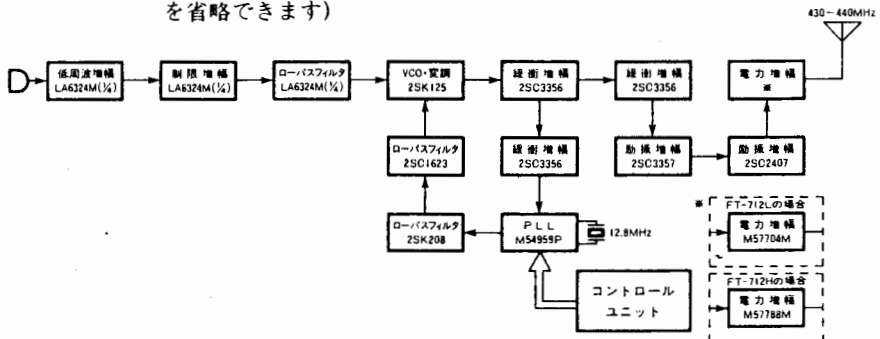 を省略できます)
430~440MHz
低周波増幅
LA6324M(¼)
制限増幅
LA6324M(¼)
ローパスフィルタ
LA6324M(¼)
VCO・変調
2SK125
緩衝増幅
2SC3356
緩衝増幅
2SC3356
電力増幅
※
ローパスフィルタ
2SC1623
緩衝増幅
2SC3356
励振増幅
2SC3357
励振増幅
2SC2407
ローパスフィルタ
2SK208
PLL
M54959P
12.8MHz
コントロール
ユニット
※ FT-712Lの場合
電力増幅
M57704M
FT-712Hの場合
電力増幅
M57788M